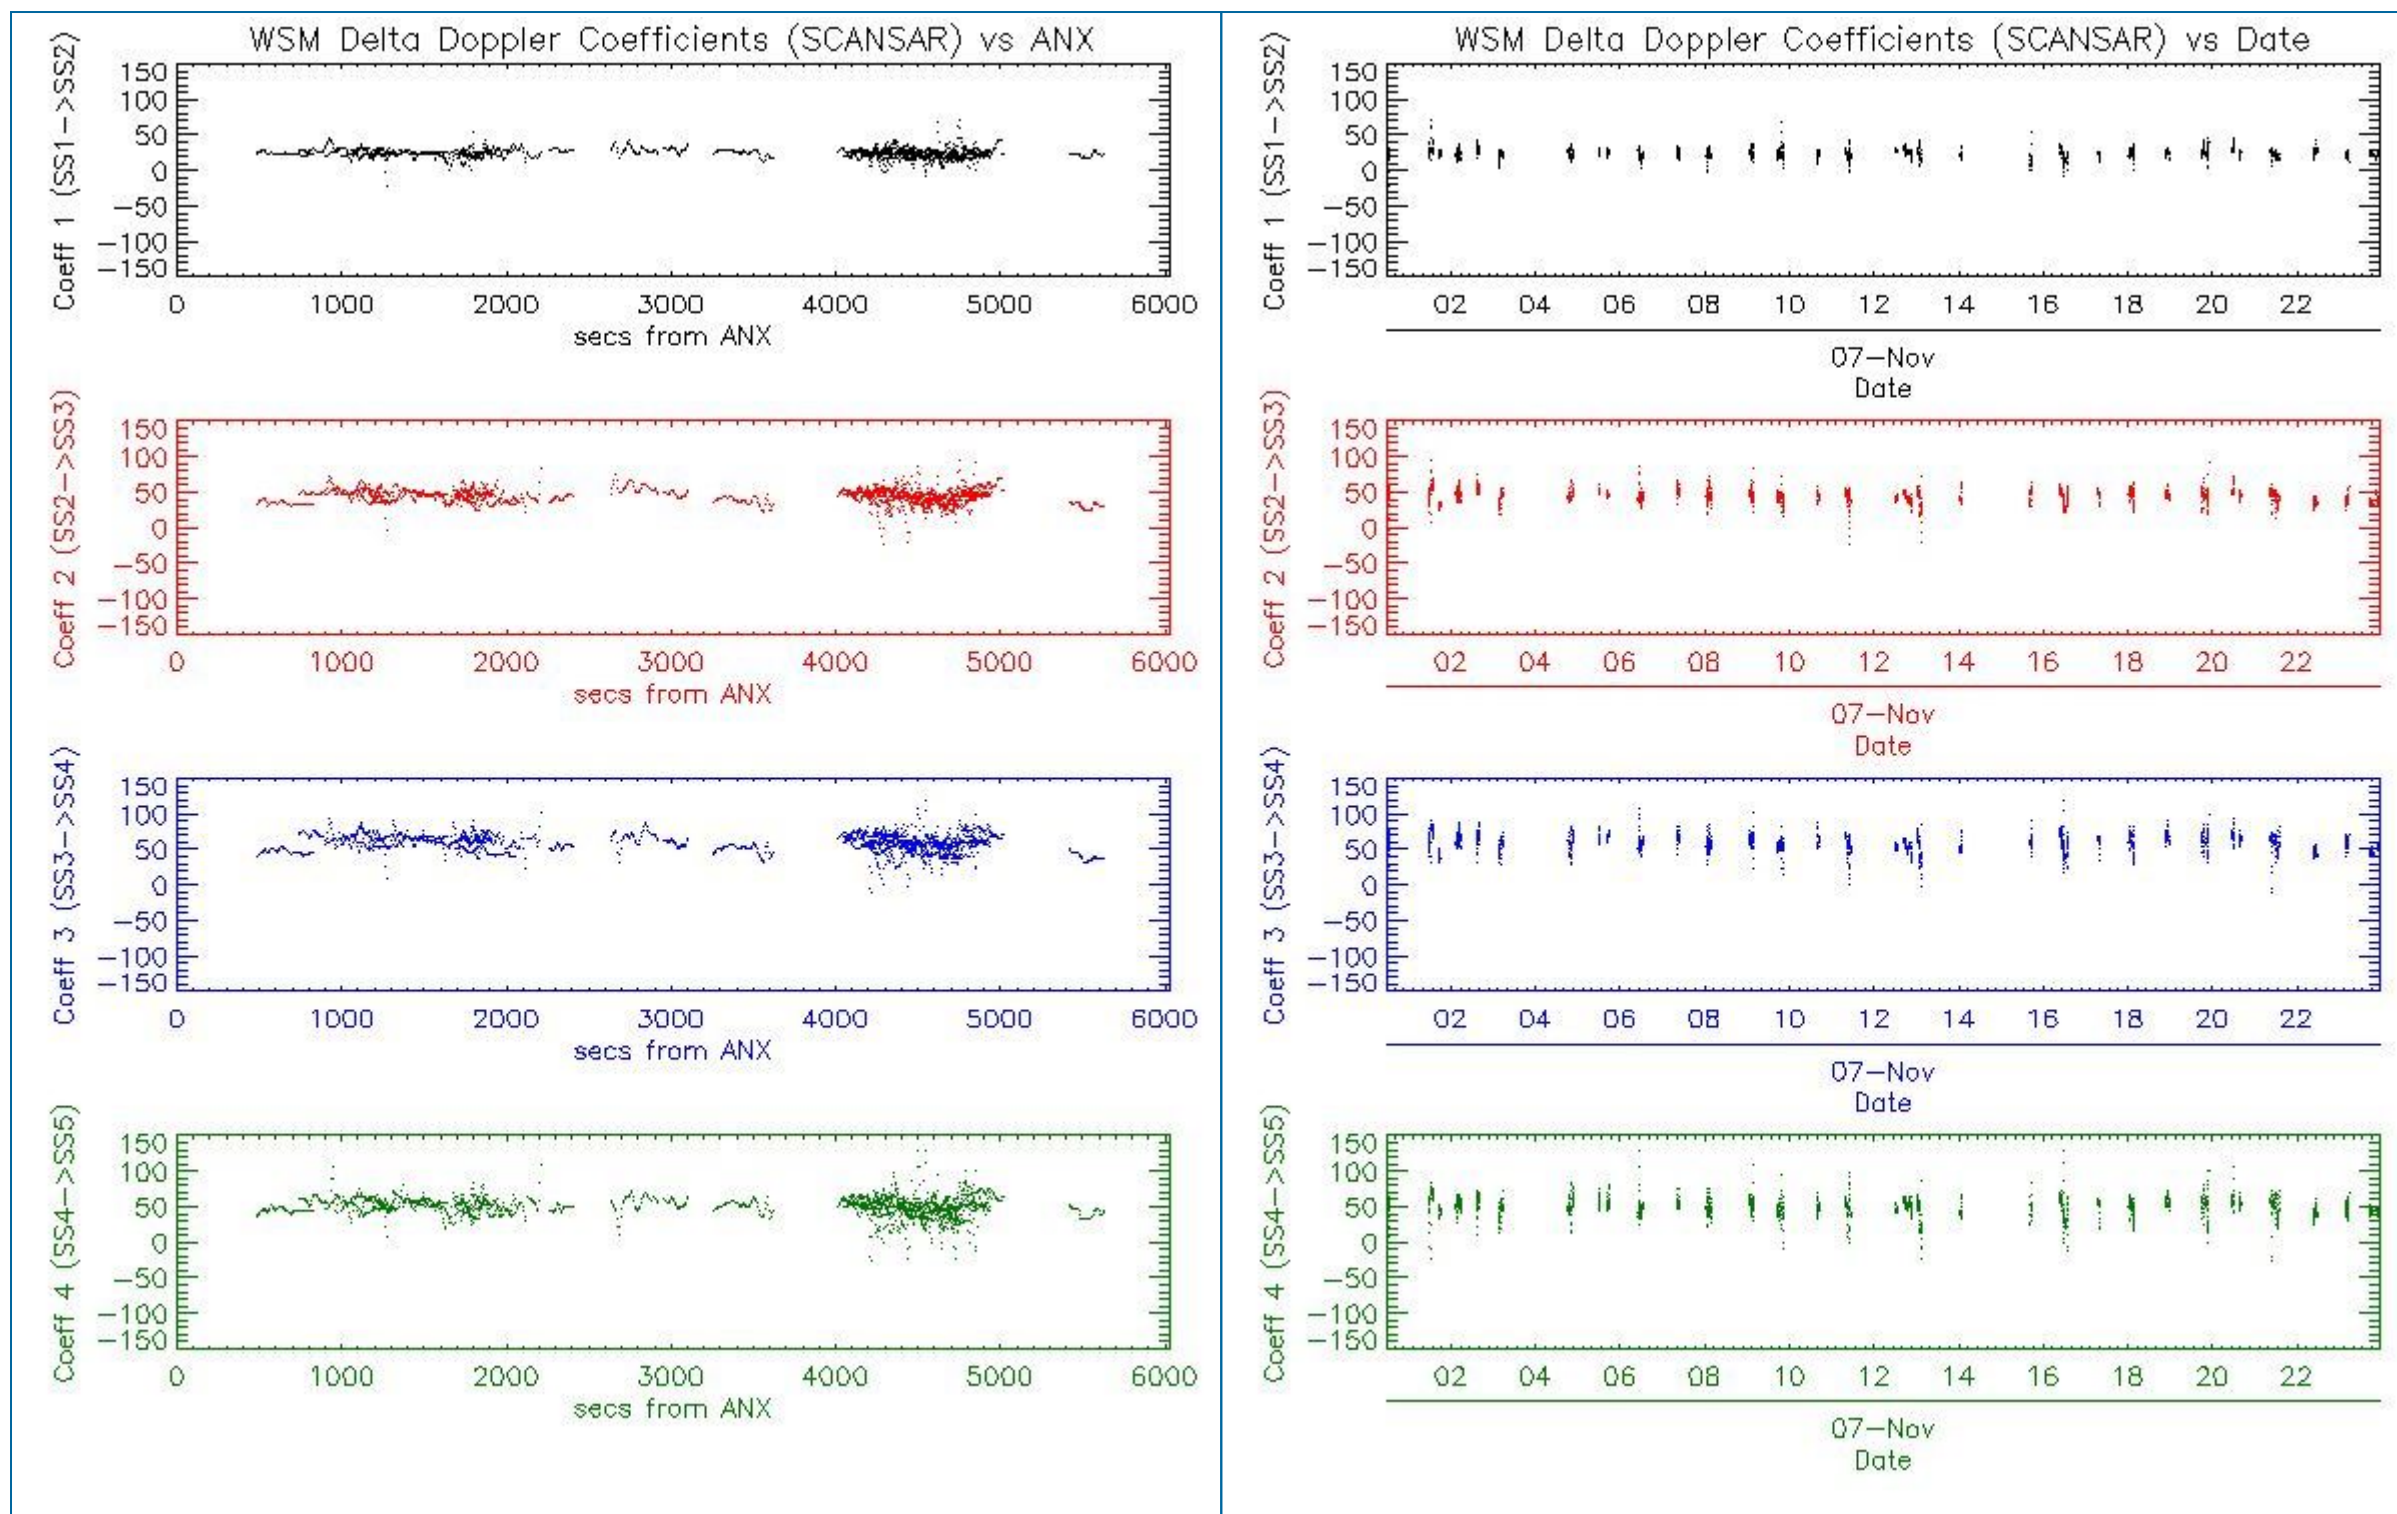 WSM Delta Doppler Coefficients (SCANSAR) vs ANX
Coeff 1 (SS1->SS2)
150
100
50
0
-50
-100
-150
0 1000 2000 3000 4000 5000 6000
secs from ANX
Coeff 2 (SS2->SS3)
150
100
50
0
-50
-100
-150
0 1000 2000 3000 4000 5000 6000
secs from ANX
Coeff 3 (SS3->SS4)
150
100
50
0
-50
-100
-150
0 1000 2000 3000 4000 5000 6000
secs from ANX
Coeff 4 (SS4->SS5)
150
100
50
0
-50
-100
-150
0 1000 2000 3000 4000 5000 6000
secs from ANX
WSM Delta Doppler Coefficients (SCANSAR) vs Date
Coeff 1 (SS1->SS2)
150
100
50
0
-50
-100
-150
02 04 06 08 10 12 14 16 18 20 22
07-Nov
Date
Coeff 2 (SS2->SS3)
150
100
50
0
-50
-100
-150
02 04 06 08 10 12 14 16 18 20 22
07-Nov
Date
Coeff 3 (SS3->SS4)
150
100
50
0
-50
-100
-150
02 04 06 08 10 12 14 16 18 20 22
07-Nov
Date
Coeff 4 (SS4->SS5)
150
100
50
0
-50
-100
-150
02 04 06 08 10 12 14 16 18 20 22
07-Nov
Date